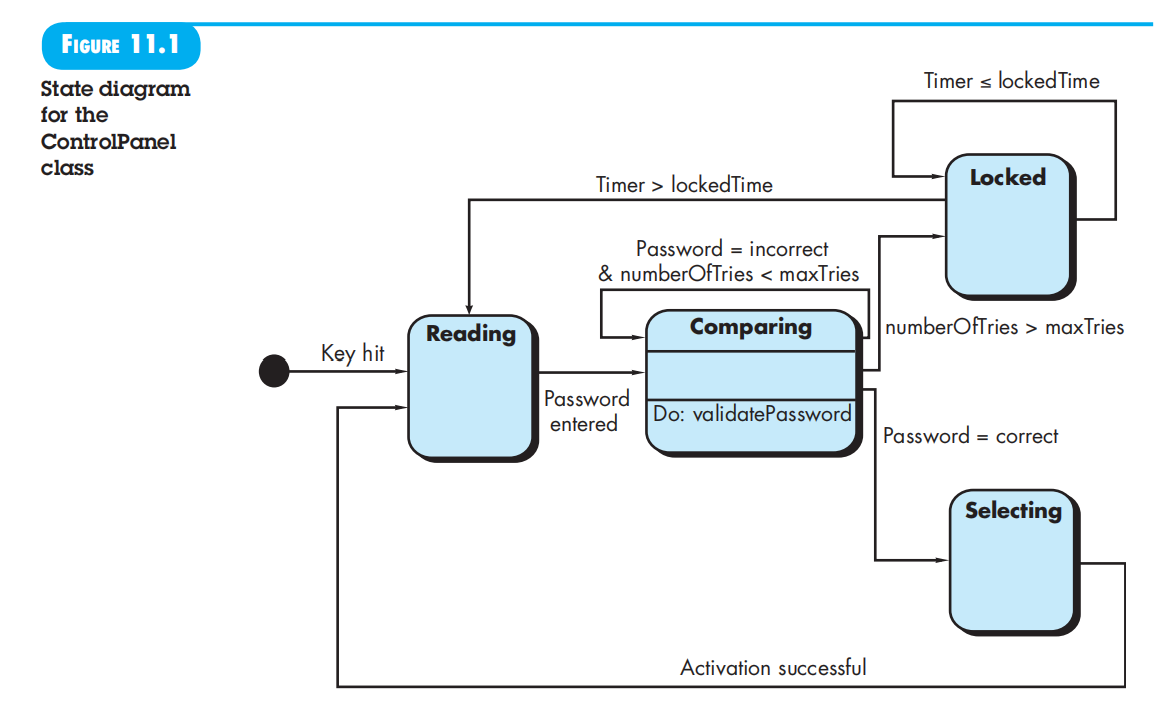 FIGURE 11.1
State diagram
for the
ControlPanel
class
Timer ≤ lockedTime
Locked
Timer > lockedTime
Password = incorrect
& numberOfTries < maxTries
Reading
Comparing
numberOfTries > maxTries
Key hit
Password
entered
Do: validatePassword
Password = correct
Selecting
Activation successful